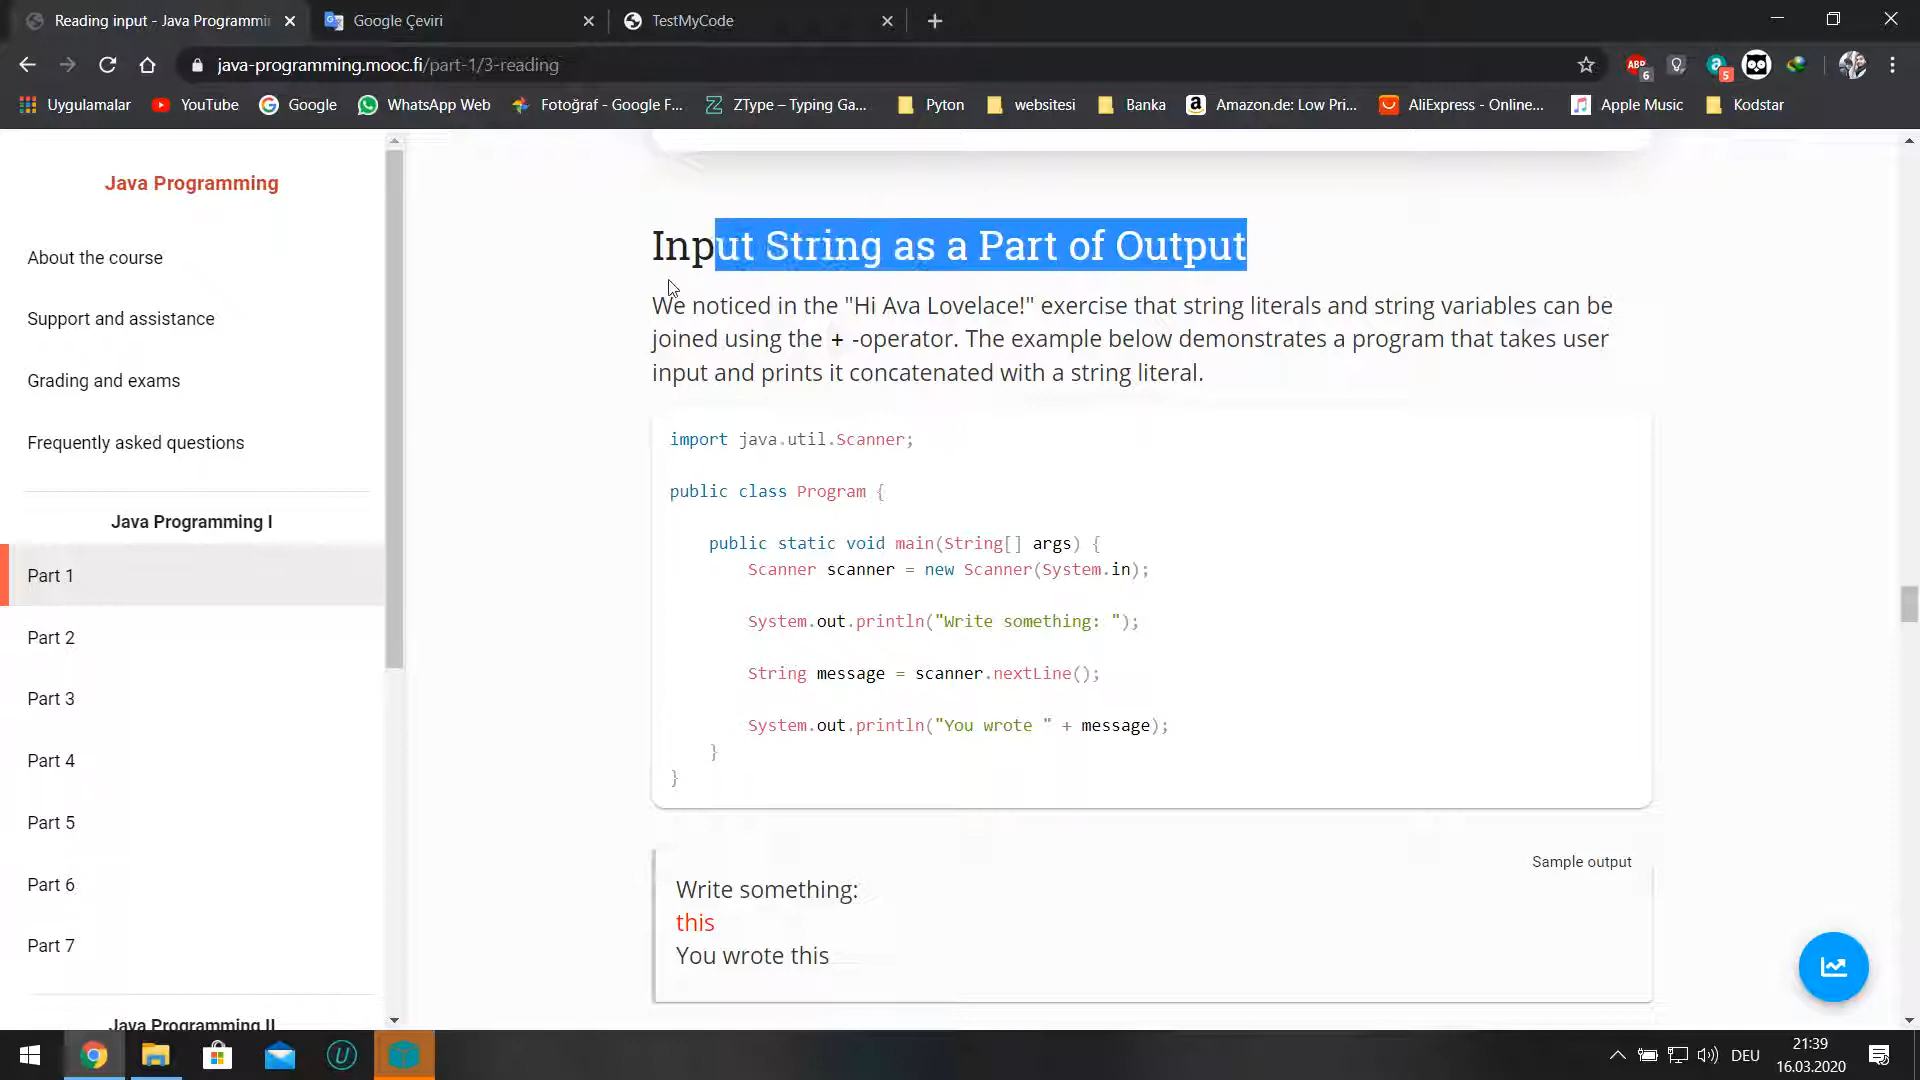 Reading input - Java Programmin
Google Çeviri
TestMyCode
java-programming.mooc.fi/part-1/3-reading
ABP
6
5
Uygulamalar
YouTube
Google
WhatsApp Web
Fotoğraf - Google F...
ZType – Typing Ga...
Pyton
websitesi
Banka
Amazon.de: Low Pri...
AliExpress - Online...
Apple Music
Kodstar
Java Programming
About the course
Support and assistance
Grading and exams
Frequently asked questions
Java Programming I
Part 1
Part 2
Part 3
Part 4
Part 5
Part 6
Part 7
Java Programming II
Input String as a Part of Output
We noticed in the "Hi Ava Lovelace!" exercise that string literals and string variables can be
joined using the + -operator. The example below demonstrates a program that takes user
input and prints it concatenated with a string literal.
import java.util.Scanner;
public class Program {
public static void main(String[] args) {
Scanner scanner = new Scanner(System.in);
System.out.println("Write something: ");
String message = scanner.nextLine();
System.out.println("You wrote " + message);
}
}
Sample output
Write something:
this
You wrote this
DEU
21:39
16.03.2020